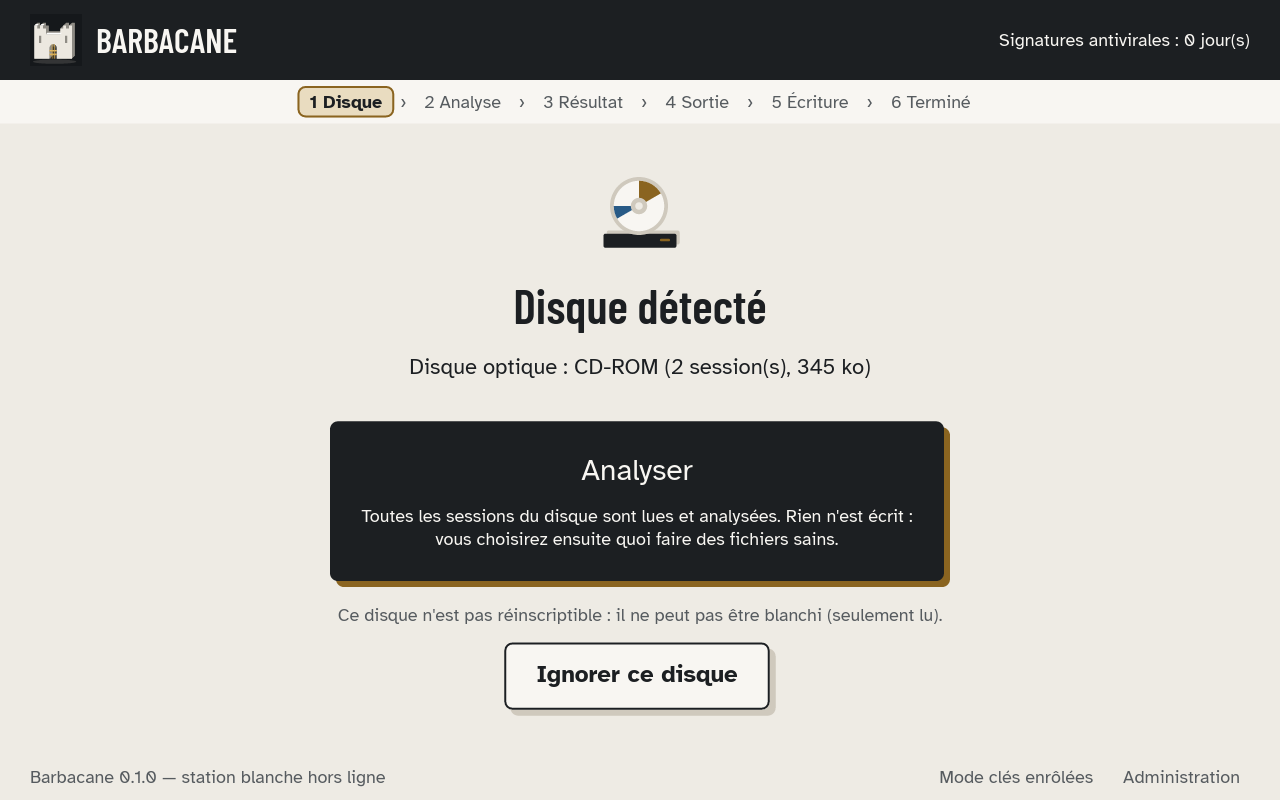 BARBACANE
Signatures antivirales : 0 jour(s)
1 Disque › 2 Analyse › 3 Résultat › 4 Sortie › 5 Écriture › 6 Terminé
Disque détecté
Disque optique : CD-ROM (2 session(s), 345 ko)
Analyser
Toutes les sessions du disque sont lues et analysées. Rien n'est écrit :
vous choisirez ensuite quoi faire des fichiers sains.
Ce disque n'est pas réinscriptible : il ne peut pas être blanchi (seulement lu).
Ignorer ce disque
Barbacane 0.1.0 — station blanche hors ligne
Mode clés enrôlées
Administration